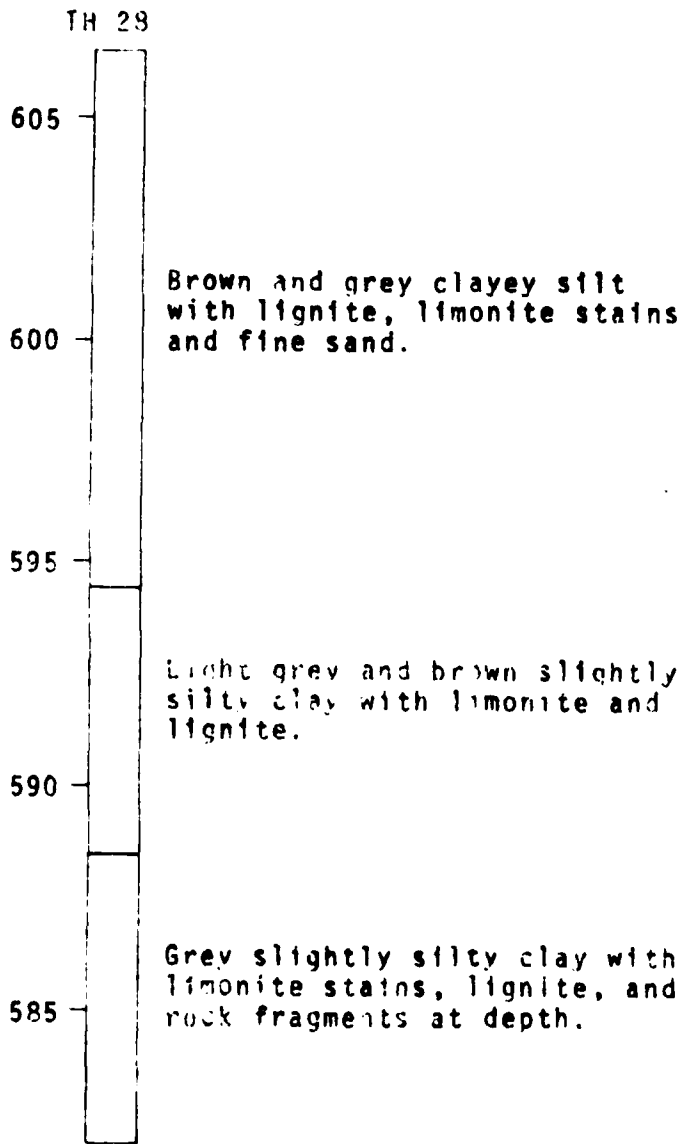 TH 28
605
Brown and grey clayey silt
with lignite, limonite stains
600
and fine sand.
595
Light grey and brown slightly
silty clay with limonite and
lignite.
590
Grey slightly silty clay with
limonite stains, lignite, and
585
rock fragments at depth.